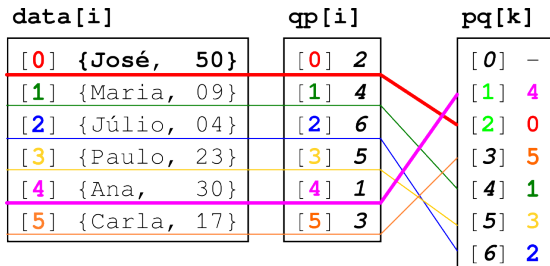 data[i] qp[i] pq[k]
[0] {José, 50} [0] 2 [0] –
[1] {Maria, 09} [1] 4 [1] 4
[2] {Júlio, 04} [2] 6 [2] 0
[3] {Paulo, 23} [3] 5 [3] 5
[4] {Ana, 30} [4] 1 [4] 1
[5] {Carla, 17} [5] 3 [5] 3
[6] 2